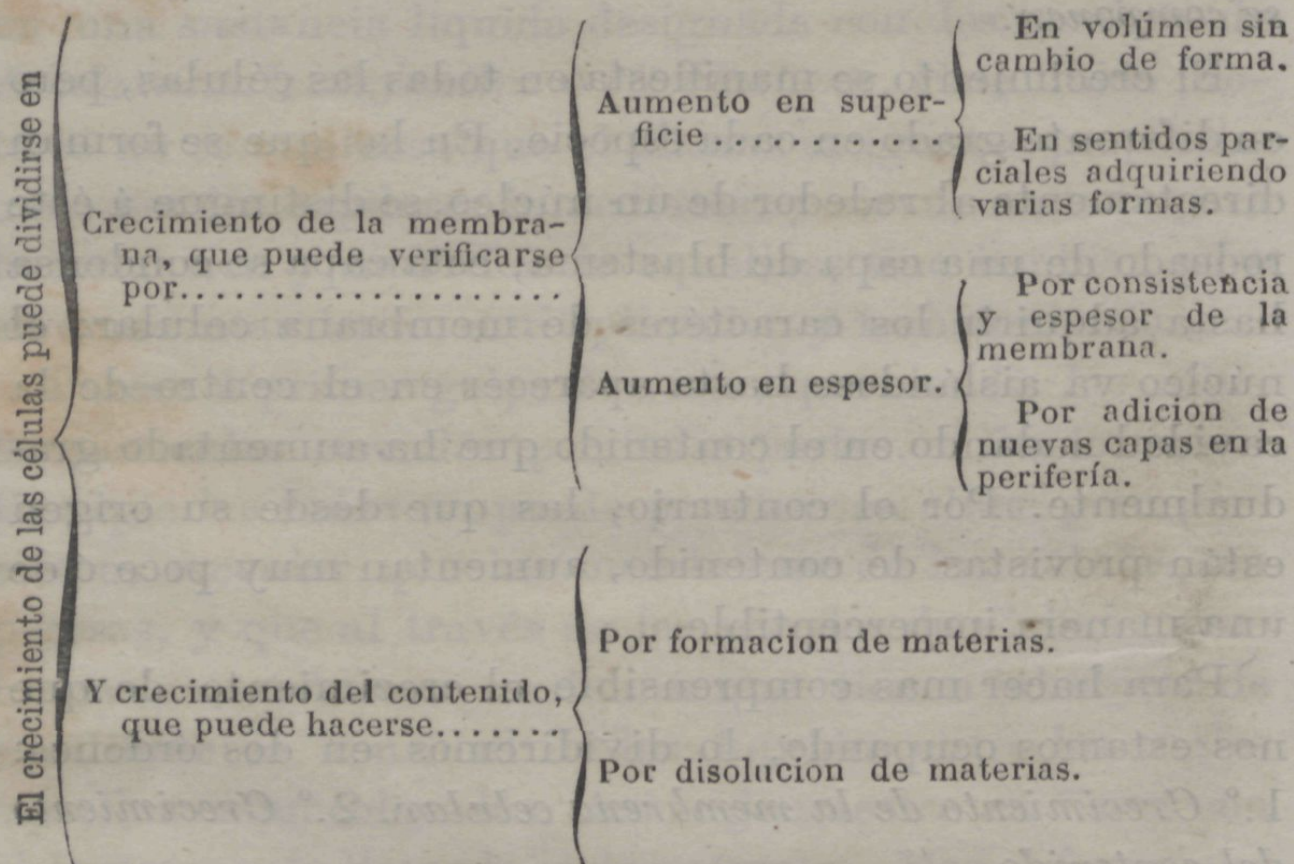 El crecimiento de las células puede dividirse en
Crecimiento de la membra-
na, que puede verificarse
por....................
Aumento en super-
ficie.............
En volúmen sin
cambio de forma.
En sentidos par-
ciales adquiriendo
varias formas.
Aumento en espesor.
Por consistencia
y espesor de la
membrana.
Por adicion de
nuevas capas en la
perifería.
Y crecimiento del contenido,
que puede hacerse.......
Por formacion de materias.
Por disolucion de materias.